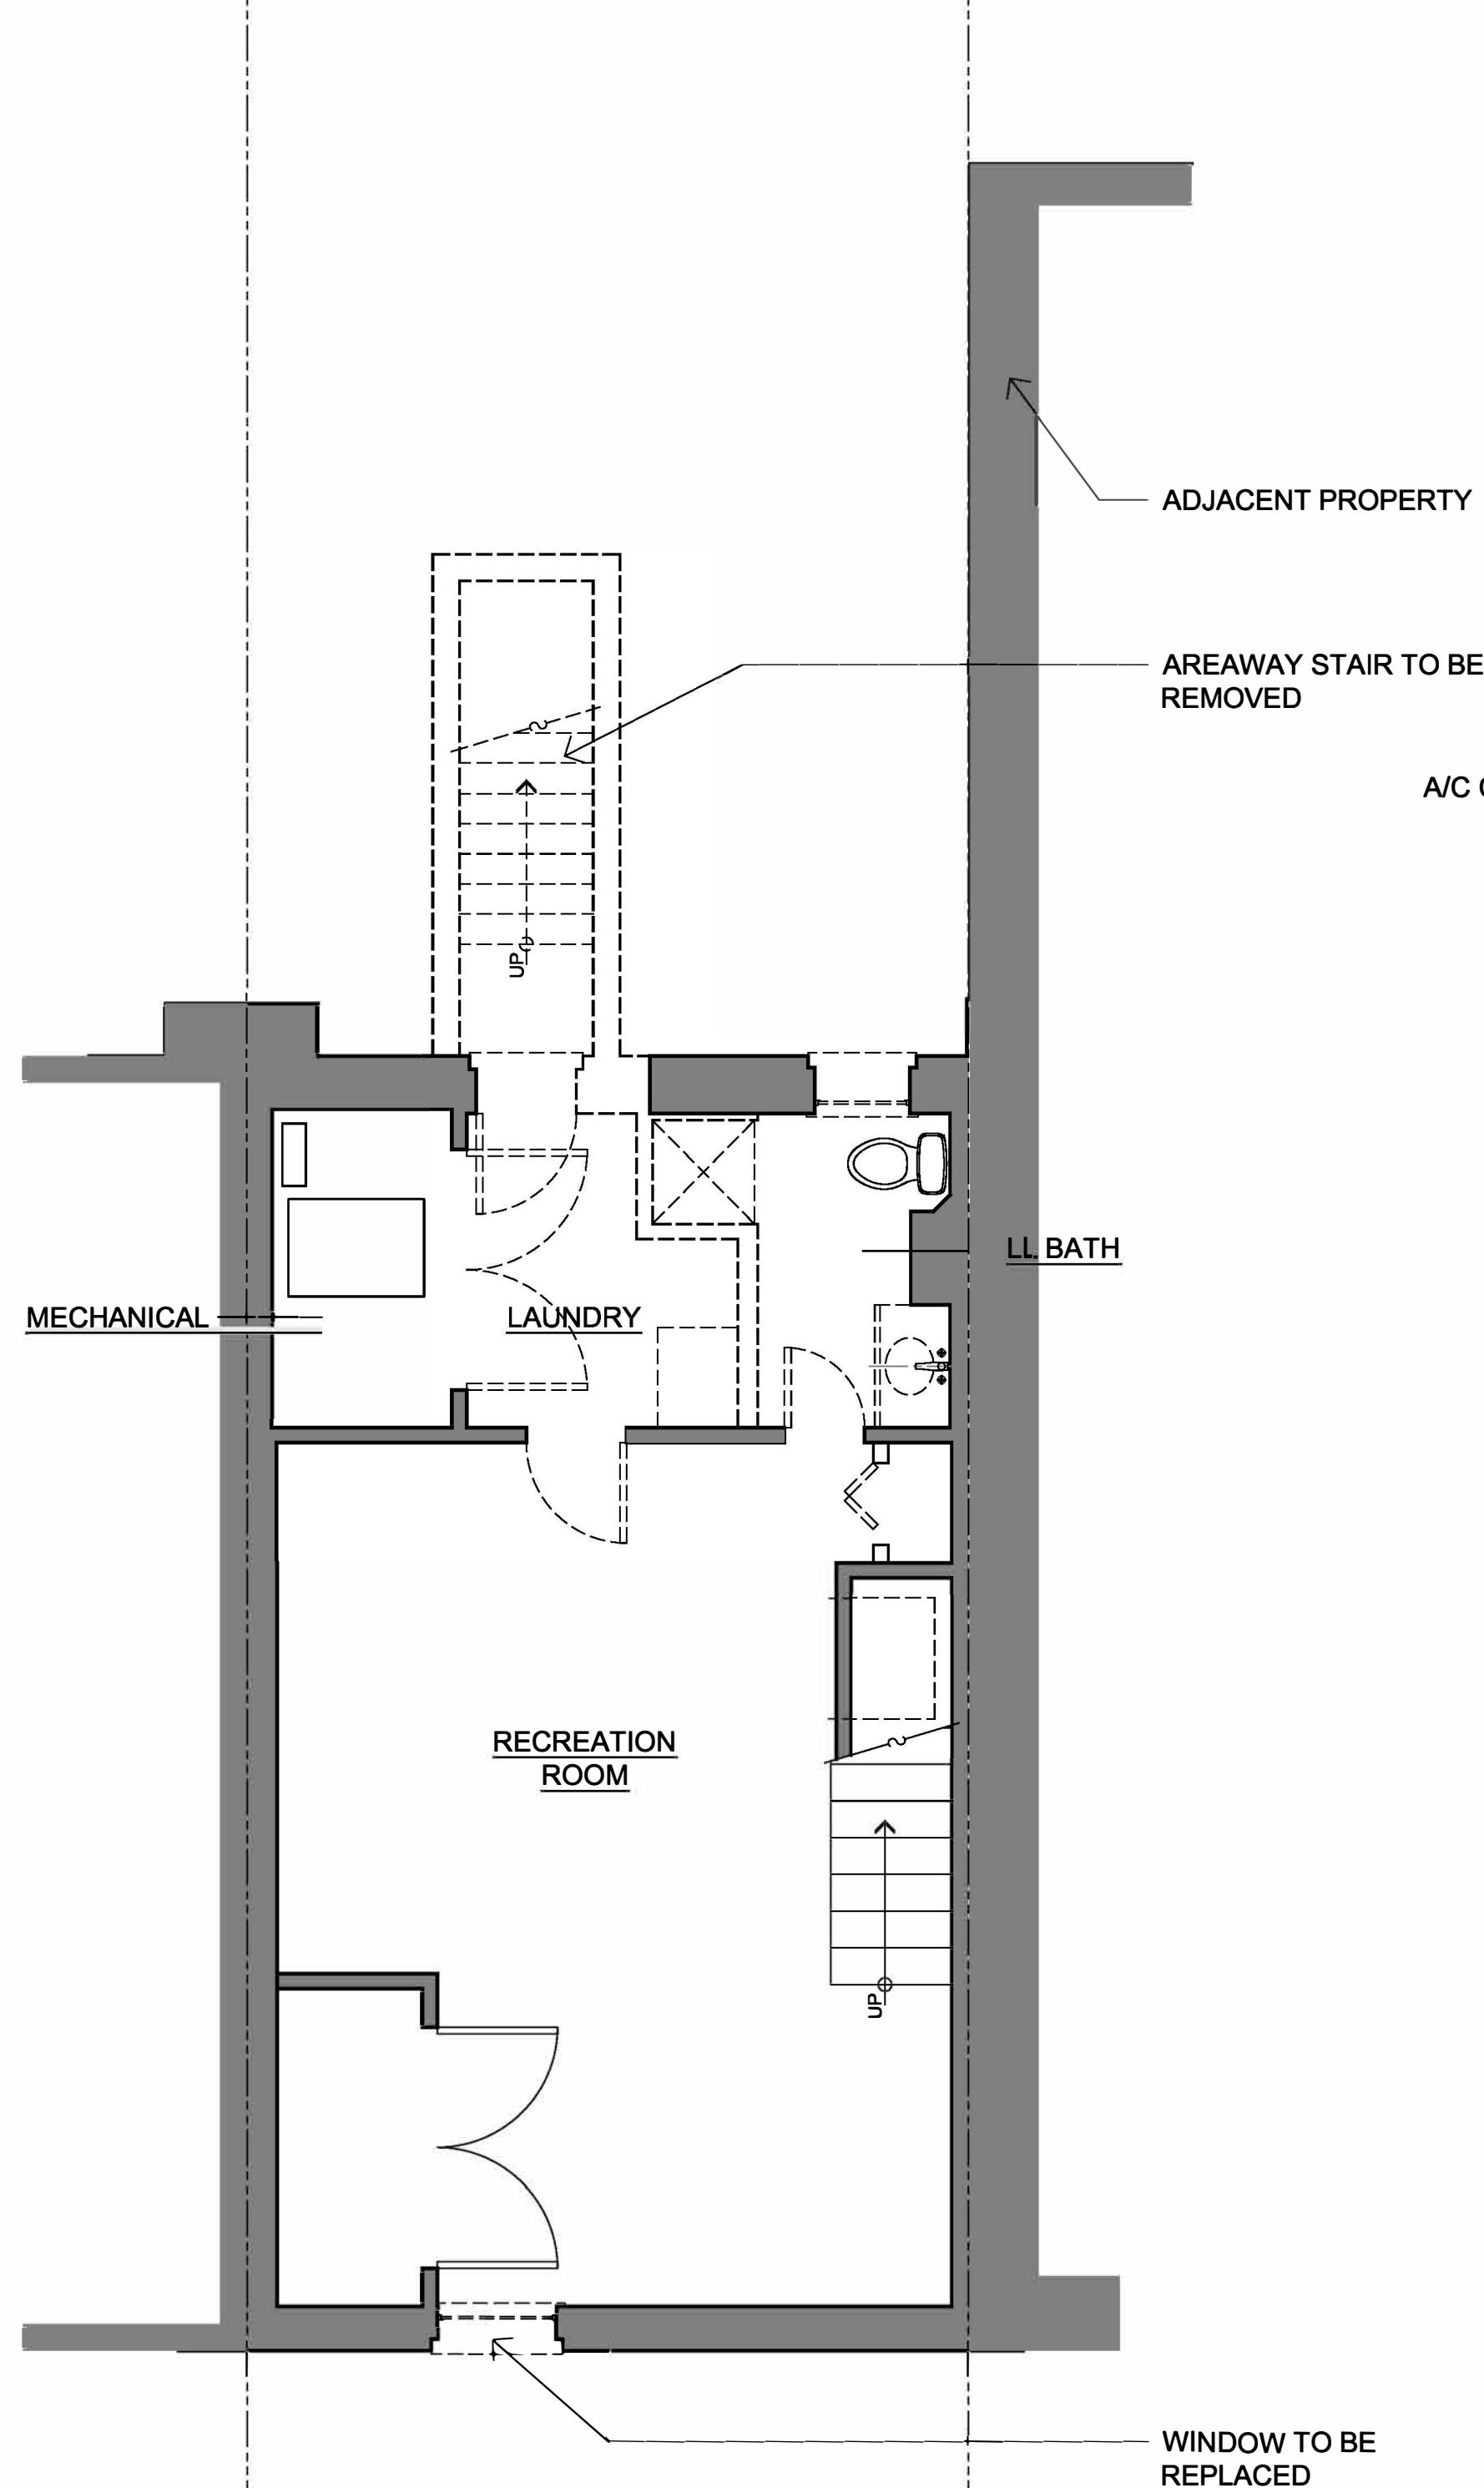 ADJACENT PROPERTY
AREAWAY STAIR TO BE
REMOVED
A/C
UP
LL. BATH
MECHANICAL
LAUNDRY
RECREATION
ROOM
UP
WINDOW TO BE
REPLACED